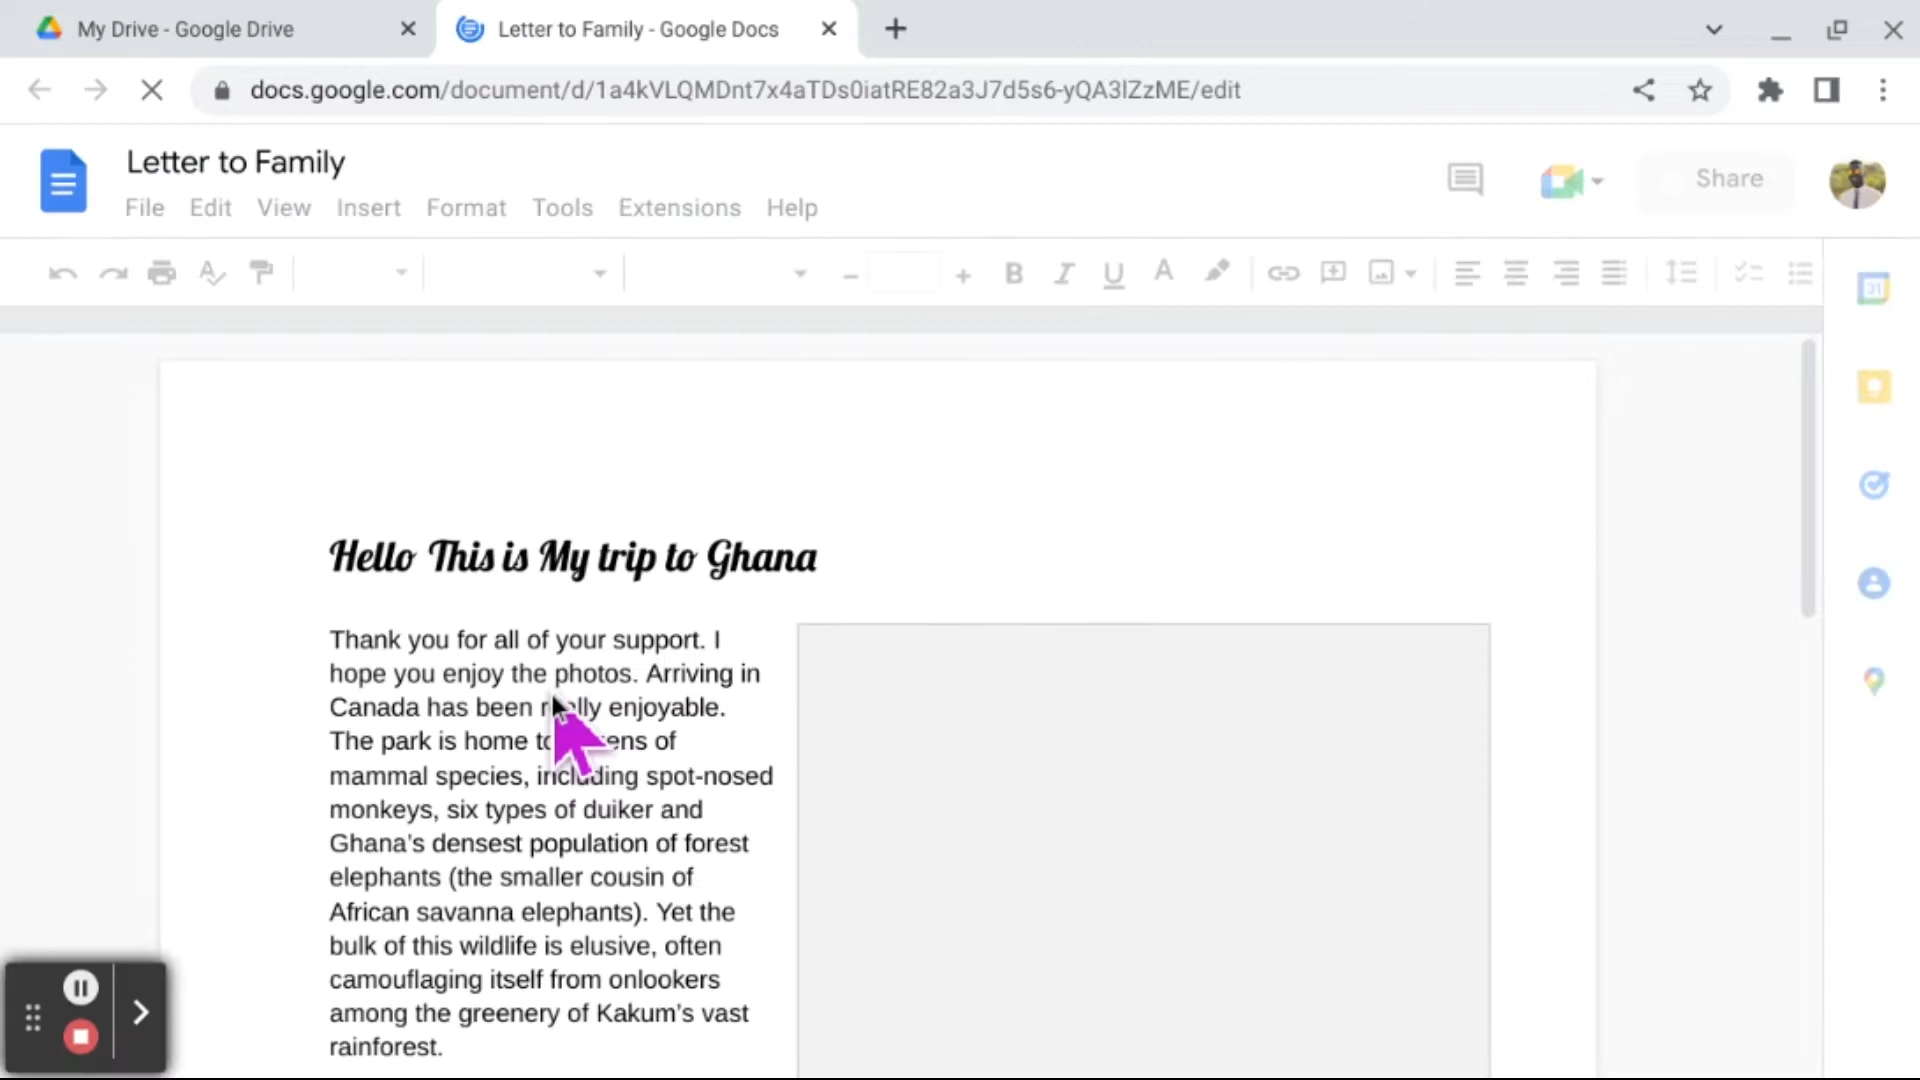 My Drive - Google Drive
Letter to Family - Google Docs
docs.google.com/document/d/1a4kVLQMDnt7x4aTDs0iatRE82a3J7d5s6-yQA3lZzME/edit
Letter to Family
Share
File Edit View Insert Format Tools Extensions Help
B I U A
31
Hello This is My trip to Ghana
Thank you for all of your support. I
hope you enjoy the photos. Arriving in
Canada has been really enjoyable.
The park is home to of
mammal species, including spot-nosed
monkeys, six types of duiker and
Ghana's densest population of forest
elephants (the smaller cousin of
African savanna elephants). Yet the
bulk of this wildlife is elusive, often
camouflaging itself from onlookers
among the greenery of Kakum's vast
rainforest.